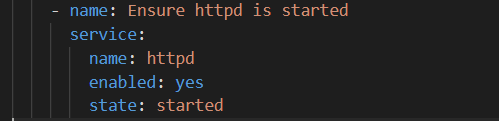 - name: Ensure httpd is started
service:
name: httpd
enabled: yes
state: started